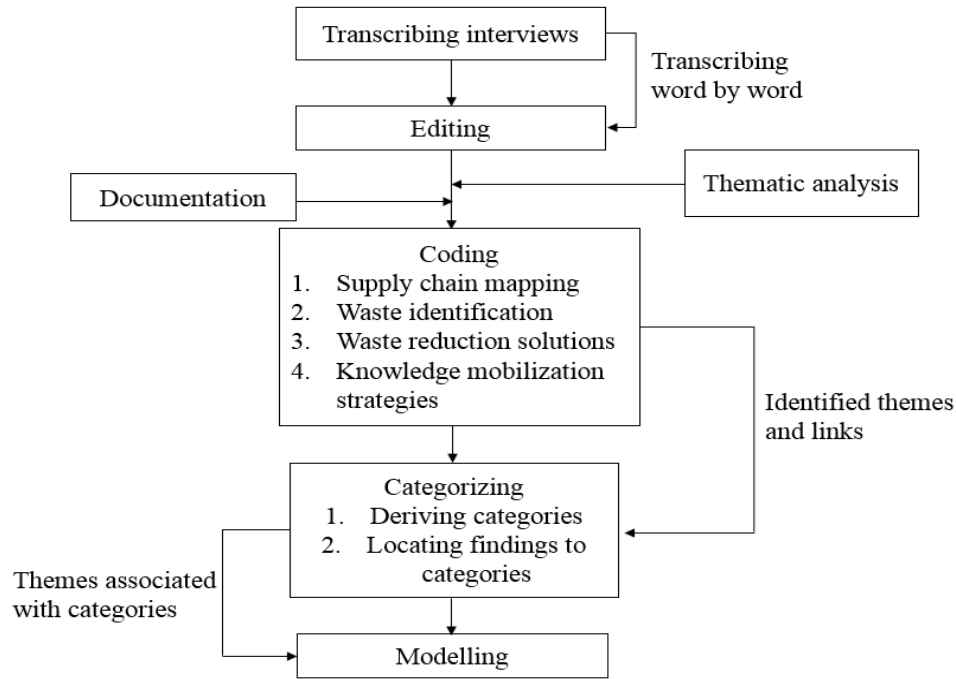 Transcribing interviews
Transcribing
word by word
Editing
Thematic analysis
Documentation
Coding
1. Supply chain mapping
2. Waste identification
3. Waste reduction solutions
4. Knowledge mobilization
strategies
Identified themes
and links
Categorizing
1. Deriving categories
2. Locating findings to
categories
Themes associated
with categories
Modelling